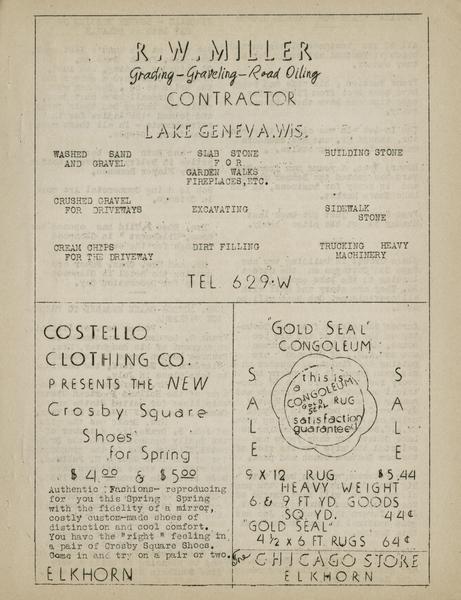 R.W. MILLER
Grading-Graveling-Road Oiling
CONTRACTOR
LAKE GENEVA. WIS.
WASHED SAND
AND GRAVEL
SLAB STONE
FOR
GARDEN WALKS
FIREPLACES, ETC.
BUILDING STONE
CRUSHED GRAVEL
FOR DRIVEWAYS
EXCAVATING
SIDEWALK
STONE
CREAM CHIPS
FOR THE DRIVEWAY
DIRT FILLING
TRUCKING HEAVY
MACHINERY
TEL. 629-W
COSTELLO
CLOTHING CO.
PRESENTS THE NEW
Crosby Square
Shoes
for Spring
$4.00 & $5.00
Authentic Fashions- reproducing
for you this Spring Spring
with the fidelity of a mirror,
costly custom-made shoes of
distinction and cool comfort.
You have the "right" feeling in
a pair of Crosby Square Shoes.
Come in and try on a pair or two.
ELKHORN
"GOLD SEAL"
CONGOLEUM
SALE
this is
a
CONGOLEUM
GOLD SEAL RUG
satisfaction
guaranteed
SALE
9 X 12 RUG $5.44
HEAVY WEIGHT
6 & 9 FT. YD. GOODS
SQ. YD. 44¢
"GOLD SEAL"
4 1/2 x 6 FT. RUGS 64¢
The CHICAGO STORE
ELKHORN